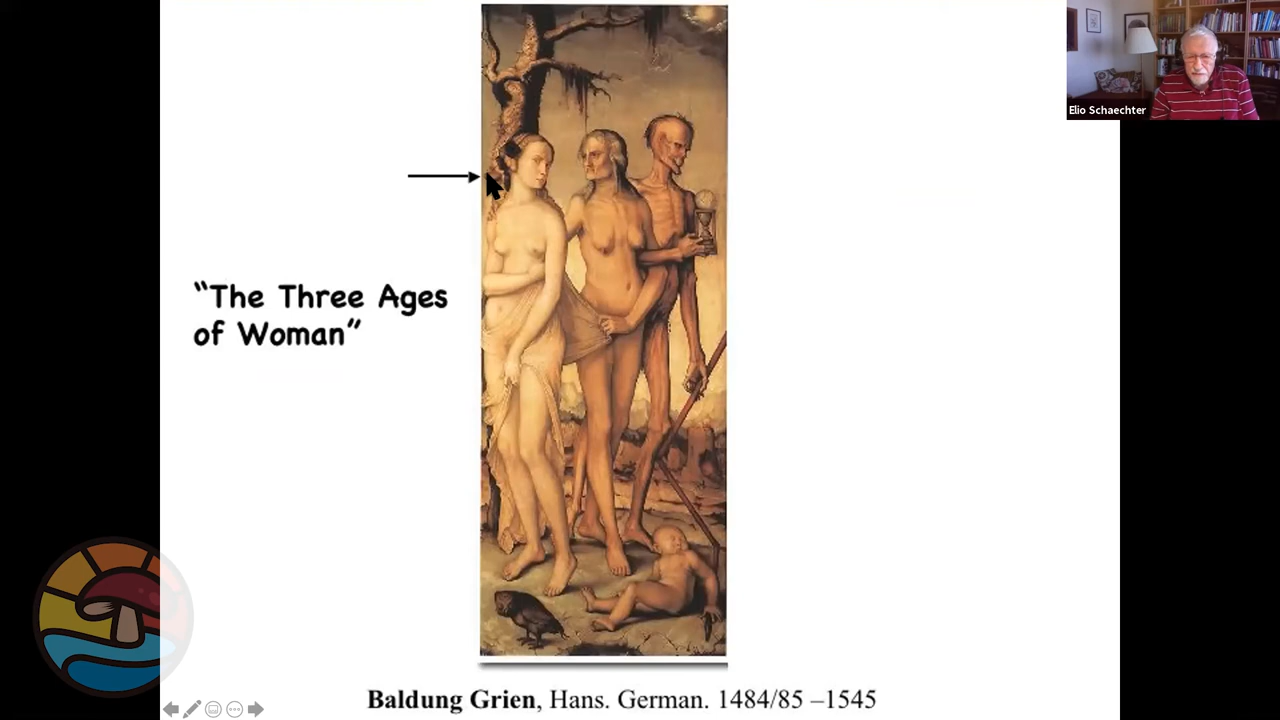 Elio Schaechter
“The Three Ages
of Woman”
Baldung Grien, Hans. German. 1484/85 –1545